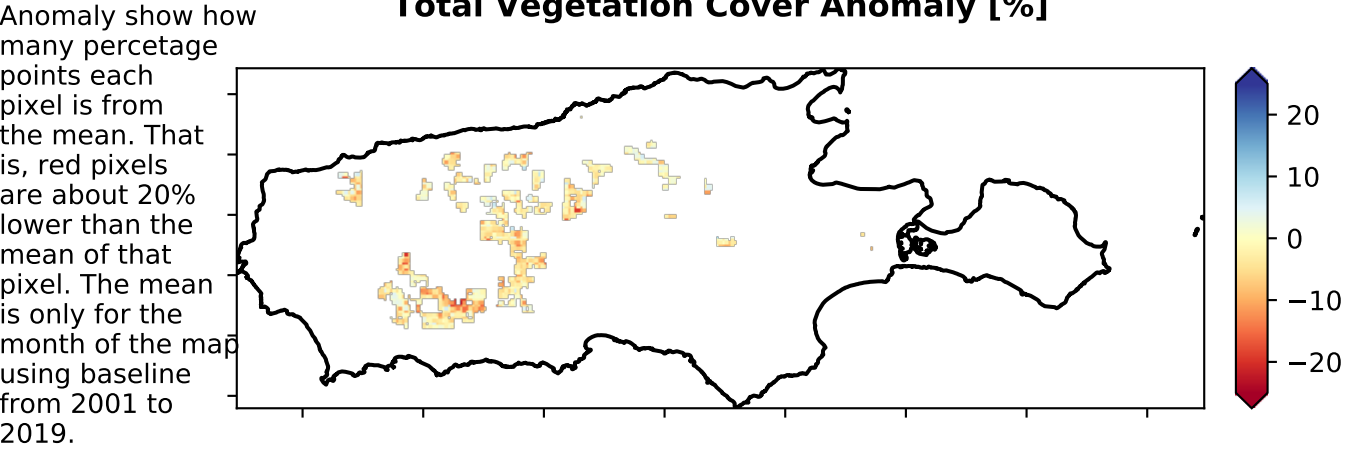 Total Vegetation Cover Anomaly [%]
Anomaly show how
many percetage
points each
pixel is from
the mean. That
is, red pixels
are about 20%
lower than the
mean of that
pixel. The mean
is only for the
month of the map
using baseline
from 2001 to
2019.
20
10
0
−10
−20